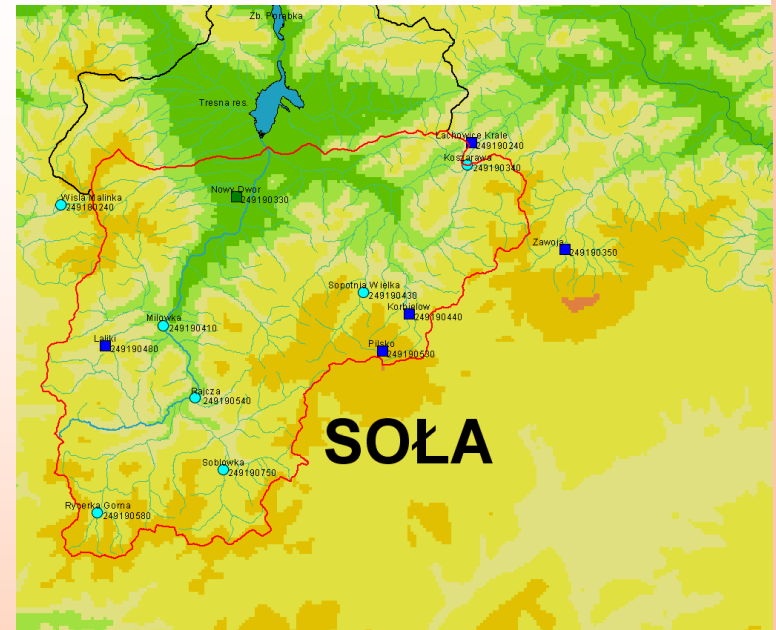 Zb. Porąbka
Tresna res.
Lachowice Krale
249190240
Koszarawa
249190340
Nowy Dwor
249190330
Wisla Malinka
249180240
Zawoja
249190350
Sopotnia Wielka
249190430
Korbielow
249190440
Milowka
249190410
Laliki
249190480
Pilsko
249190530
Rajcza
249190540
SOŁA
Soblowka
249190750
Rycerka Gorna
249190580